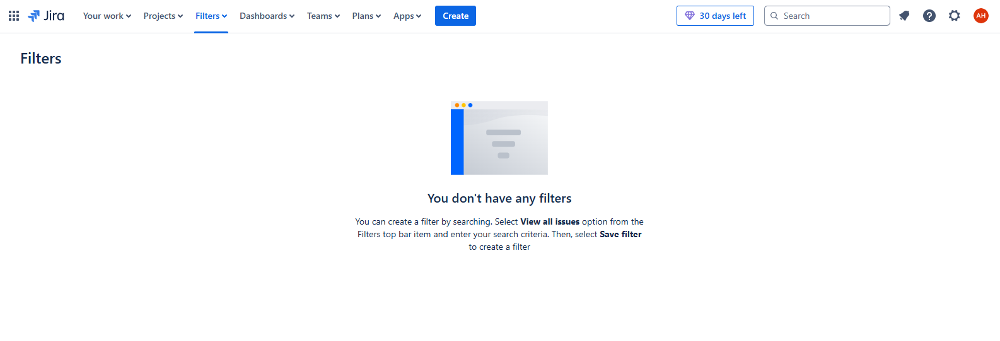 Jira Your work Projects Filters Dashboards Teams Plans Apps Create 30 days left Search AH
Filters
You don't have any filters
You can create a filter by searching. Select View all issues option from the
Filters top bar item and enter your search criteria. Then, select Save filter
to create a filter